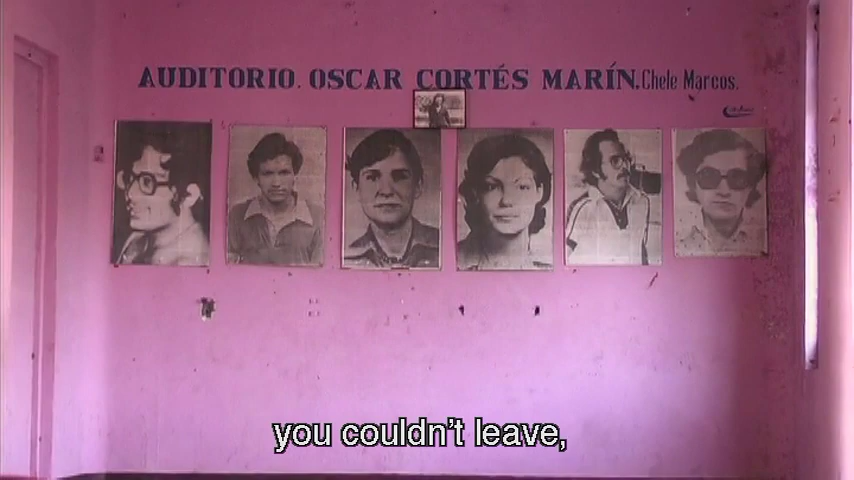 AUDITORIO. OSCAR CORTÉS MARÍN. Chele Marcos.
you couldn't leave,